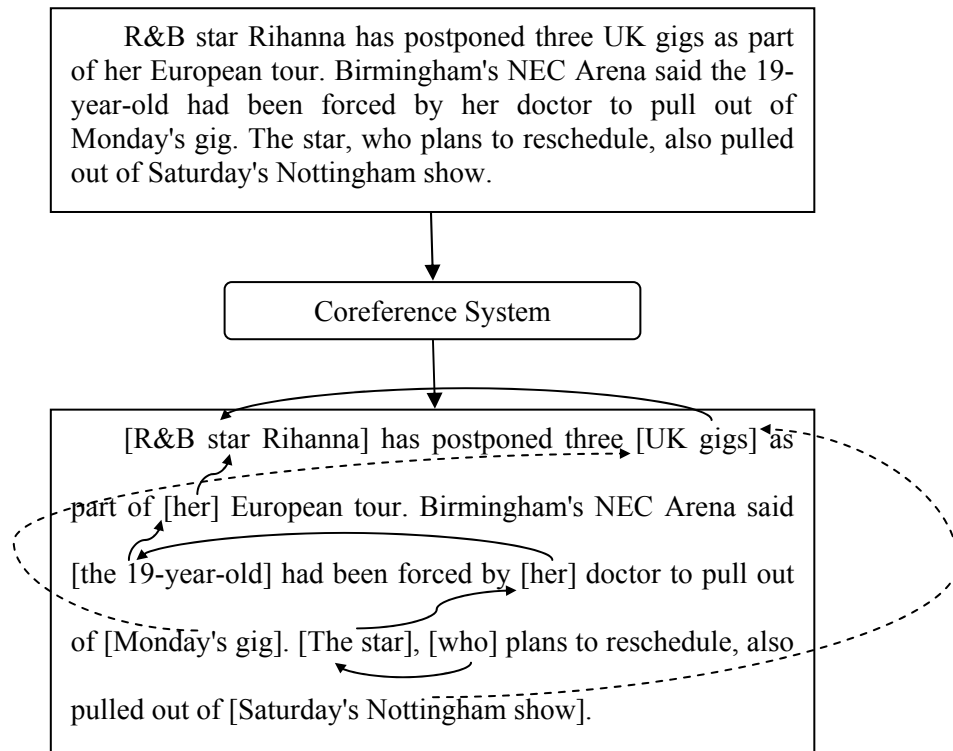 R&B star Rihanna has postponed three UK gigs as part
of her European tour. Birmingham's NEC Arena said the 19-
year-old had been forced by her doctor to pull out of
Monday's gig. The star, who plans to reschedule, also pulled
out of Saturday's Nottingham show.
Coreference System
[R&B star Rihanna] has postponed three [UK gigs] as
part of [her] European tour. Birmingham's NEC Arena said
[the 19-year-old] had been forced by [her] doctor to pull out
of [Monday's gig]. [The star], [who] plans to reschedule, also
pulled out of [Saturday's Nottingham show].